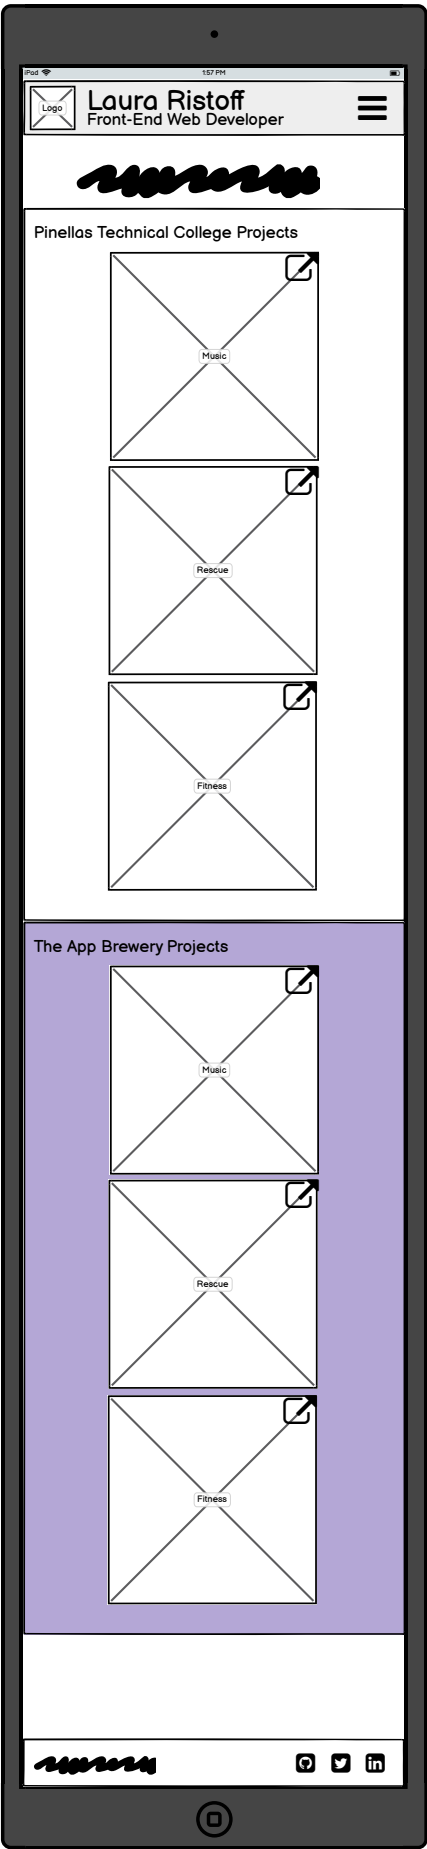 iPad
1:57 PM
Logo
Laura Ristoff
Front-End Web Developer
Pinellas Technical College Projects
Music
Rescue
Fitness
The App Brewery Projects
Music
Rescue
Fitness
in